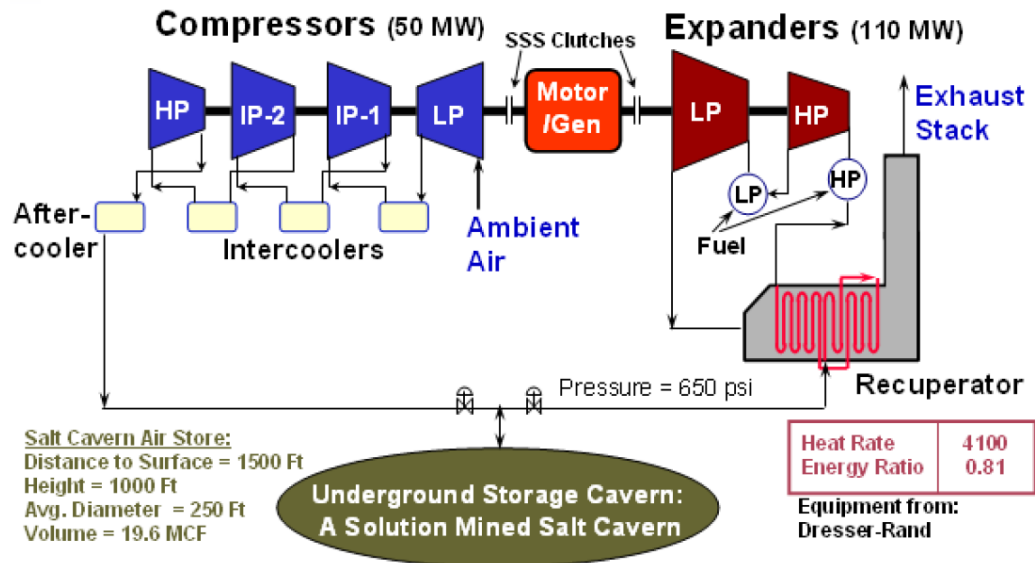 Compressors (50 MW)
SSS Clutches
Expanders (110 MW)
HP
IP-2
IP-1
LP
Motor
/Gen
LP
HP
Exhaust
Stack
LP
HP
After-
cooler
Intercoolers
Ambient
Air
Fuel
Recuperator
Pressure = 650 psi
Salt Cavern Air Store:
Distance to Surface = 1500 Ft
Height = 1000 Ft
Avg. Diameter = 250 Ft
Volume = 19.6 MCF
Underground Storage Cavern:
A Solution Mined Salt Cavern
Heat Rate 4100
Energy Ratio 0.81
Equipment from:
Dresser-Rand